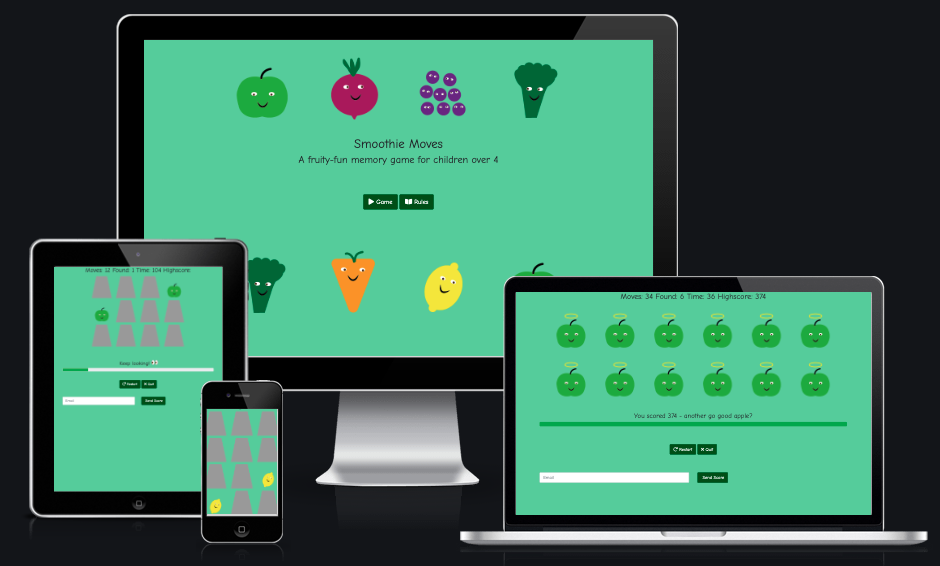 Smoothie Moves
A fruity-fun memory game for children over 4
Game Rules
Moves: 12 Found: 1 Time: 104 Highscore:
Keep looking! 👀
Restart Quit
Email
Send Score
Moves: 34 Found: 6 Time: 36 Highscore: 374
You scored 374 - another go good apple?
Restart Quit
Email
Send Score